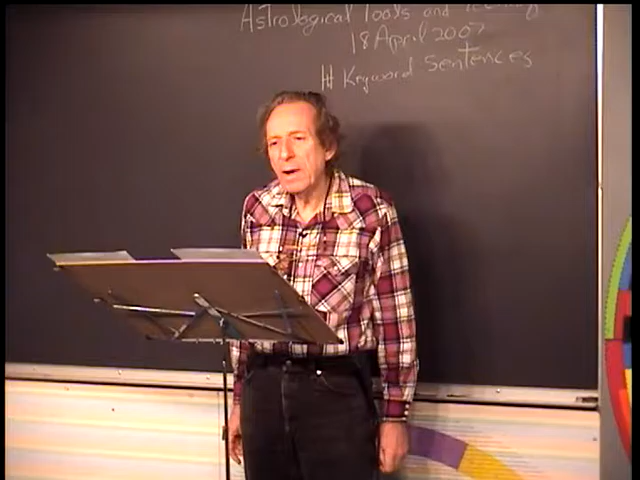 Astrological Tools and
18 April 2007
# Keyword Sentences